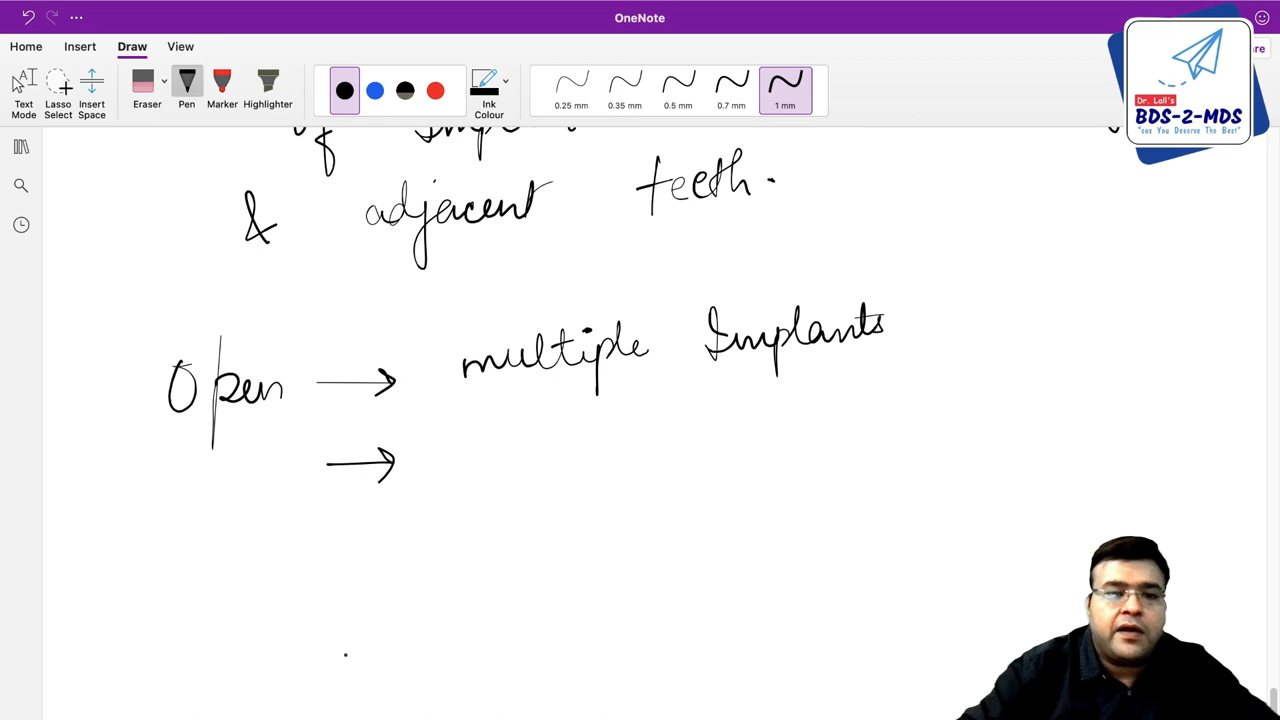 OneNote
Home Insert Draw View
Text Mode
Lasso Select
Insert Space
Eraser
Pen
Marker
Highlighter
Ink Colour
0.25 mm
0.35 mm
0.5 mm
0.7 mm
1 mm
Dr. Lall's
BDS-2-MDS
"cos You Deserve The Best"
of
& adjacent teeth.
Open → multiple Implants
→